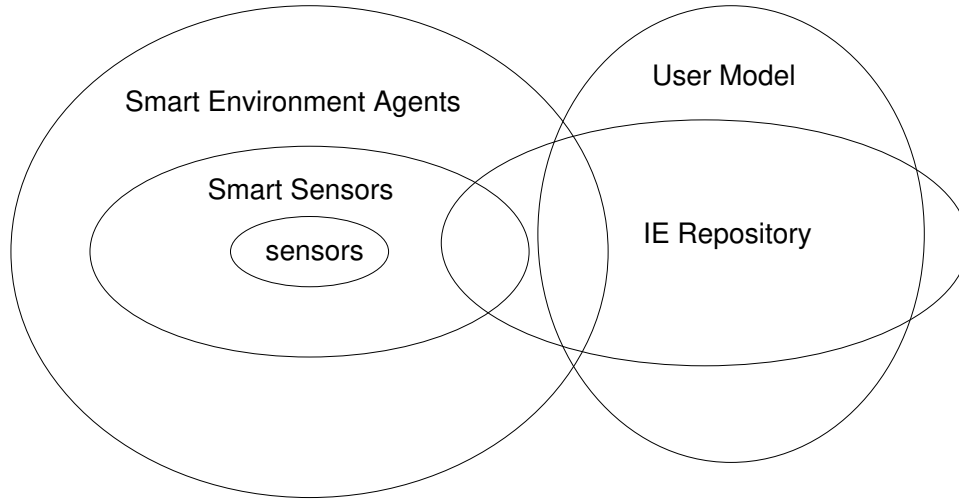 User Model
Smart Environment Agents
Smart Sensors
IE Repository
sensors